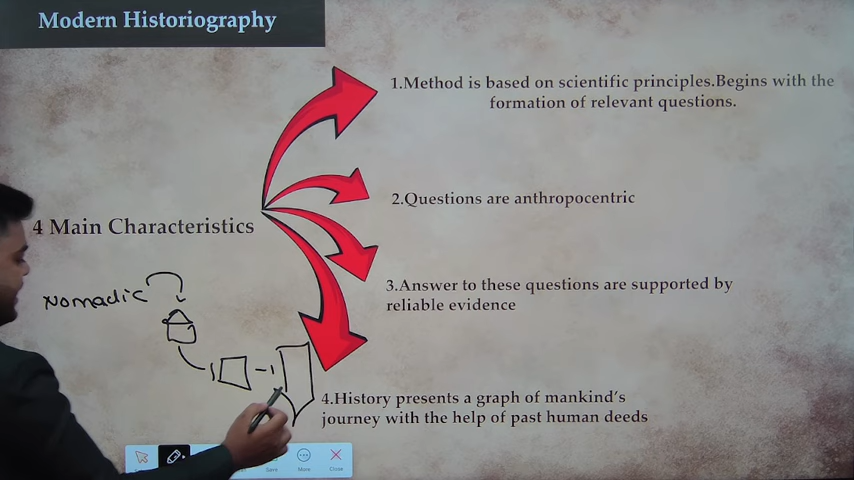 Modern Historiography
1.Method is based on scientific principles.Begins with the
formation of relevant questions.
2.Questions are anthropocentric
4 Main Characteristics
3.Answer to these questions are supported by
reliable evidence
Nomadic
4.History presents a graph of mankind's
journey with the help of past human deeds
Save
More
Close